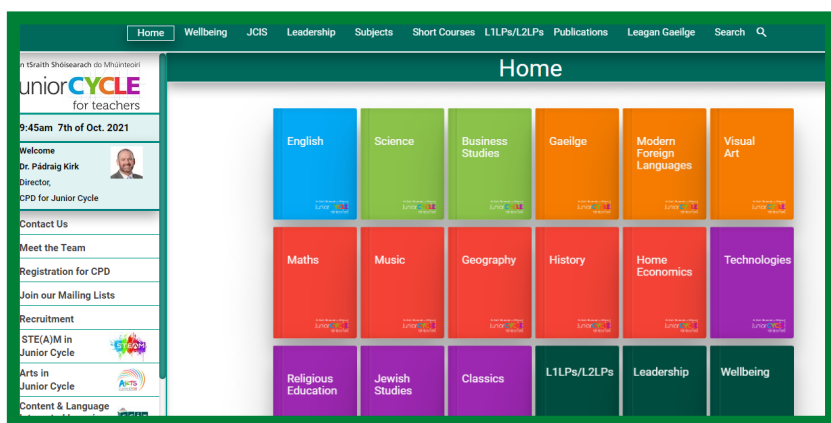 Home Wellbeing JCIS Leadership Subjects Short Courses L1LPs/L2LPs Publications Leagan Gaeilge Search
Home
n tSraith Shóisearach do Mhúinteoirí
uniorCYCLE
for teachers
9:45am 7th of Oct. 2021
Welcome
Dr. Pádraig Kirk
Director,
CPD for Junior Cycle
Contact Us
Meet the Team
Registration for CPD
Join our Mailing Lists
Recruitment
STE(A)M in
Junior Cycle
STEAM
Arts in
Junior Cycle
ARTS
Content & Language
English
Science
Business
Studies
Gaeilge
Modern
Foreign
Languages
Visual
Art
Maths
Music
Geography
History
Home
Economics
Technologies
Religious
Education
Jewish
Studies
Classics
L1LPs/L2LPs
Leadership
Wellbeing